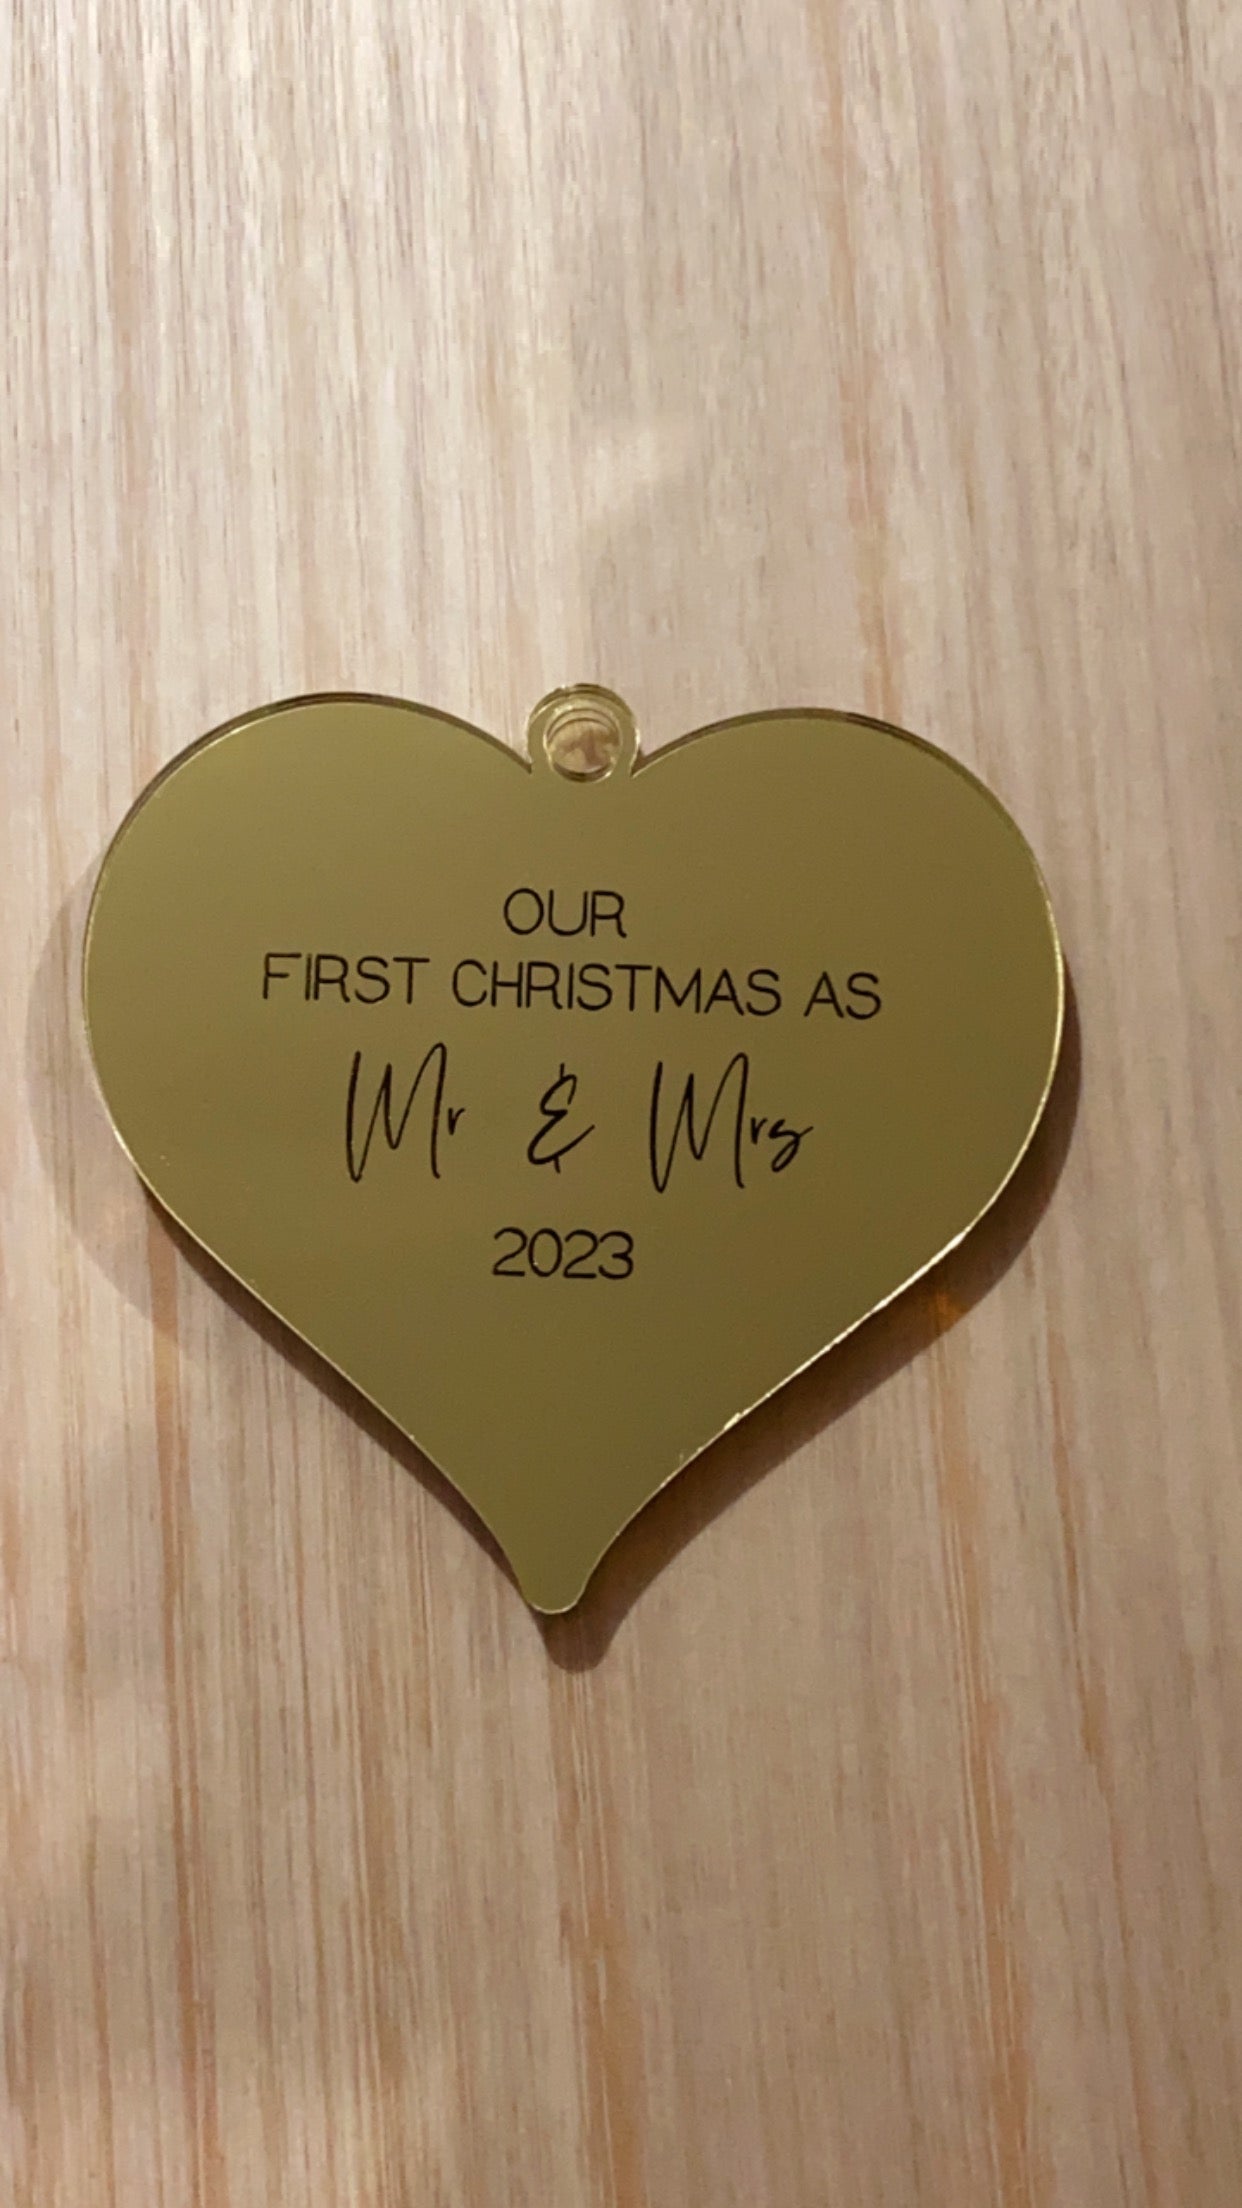 OUR
FIRST CHRISTMAS AS
Mr & Mrs
2023